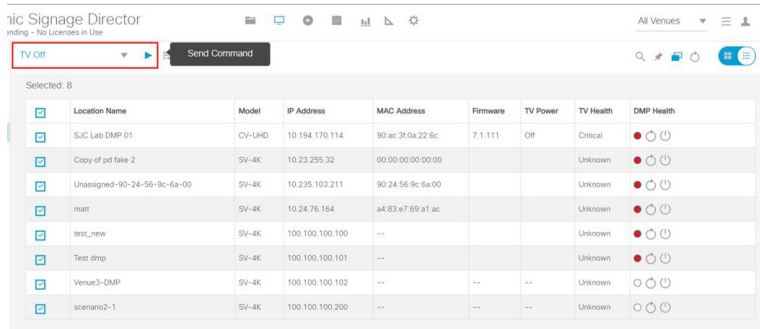 nic Signage Director
ending - No Licenses in Use
All Venues
TV Off
Send Command
Selected: 8
Location Name Model IP Address MAC Address Firmware TV Power TV Health DMP Health
SJC Lab DMP 01 CV-UHD 10.194.170.114 90:ac:3f:0a:22:6c 7.1.111 Off Critical
Copy of pd fake 2 SV-4K 10.23.255.32 00:00:00:00:00:00 Unknown
Unassigned-90-24-56-9c-6a-00 SV-4K 10.235.103.211 90:24:56:9c:6a:00 Unknown
matt SV-4K 10.24.76.164 a4:83:e7:69:a1:ac Unknown
test_new SV-4K 100.100.100.100 -- Unknown
Test dmp SV-4K 100.100.100.101 -- Unknown
Venue3-DMP SV-4K 100.100.100.102 -- -- -- Unknown
scenario2-1 SV-4K 100.100.100.200 -- -- -- Unknown